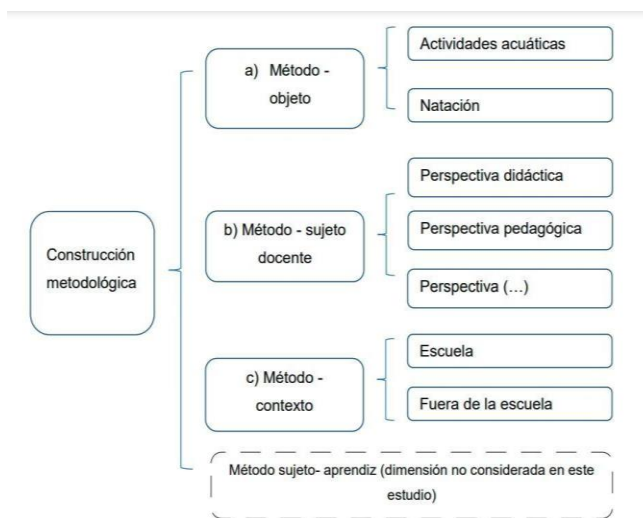 Construcción
metodológica
a) Método -
objeto
Actividades acuáticas
Natación
b) Método - sujeto
docente
Perspectiva didáctica
Perspectiva pedagógica
Perspectiva (…)
c) Método -
contexto
Escuela
Fuera de la escuela
Método sujeto- aprendiz (dimensión no considerada en este
estudio)